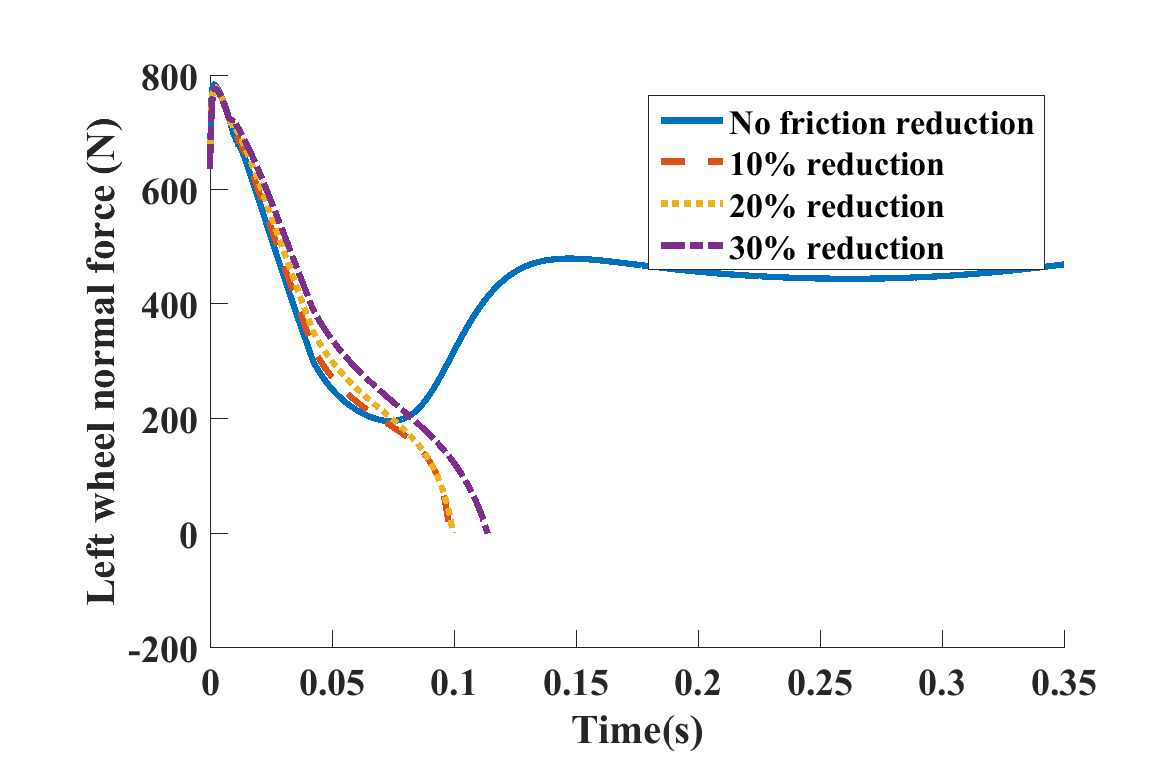 800
600
400
200
0
-200
Left wheel normal force (N)
No friction reduction
10% reduction
20% reduction
30% reduction
0 0.05 0.1 0.15 0.2 0.25 0.3 0.35
Time(s)